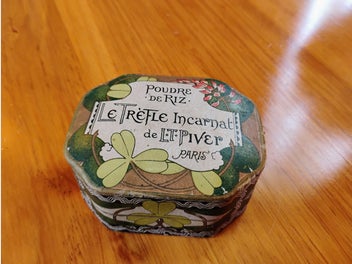 POUDRE
DE RIZ
LE TRÈFLE INCARNAT
de L.T. PIVER
PARIS